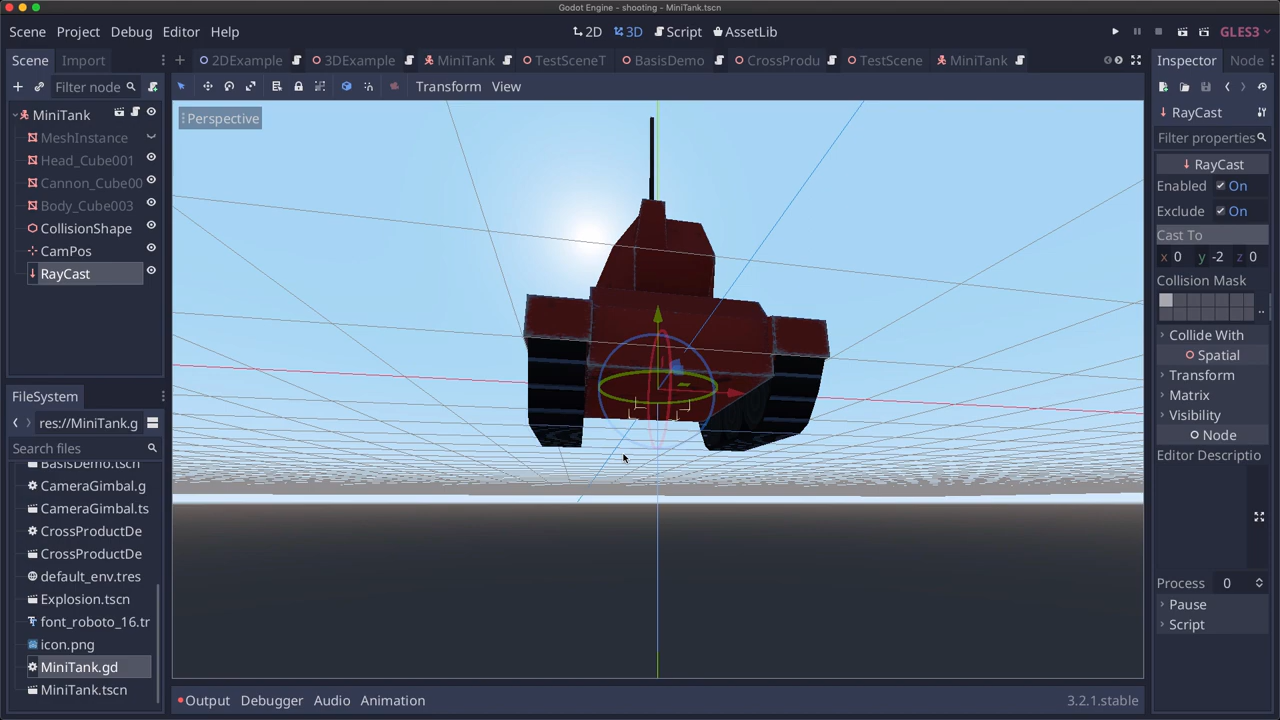 Godot Engine - shooting - MiniTank.tscn
Scene Project Debug Editor Help
2D 3D Script AssetLib
GLES3
Scene Import
2DExample 3DExample MiniTank TestSceneT BasisDemo CrossProdu TestScene MiniTank
Inspector Node
Filter node
Transform View
Perspective
MiniTank
MeshInstance
Head_Cube001
Cannon_Cube00
Body_Cube003
CollisionShape
CamPos
RayCast
FileSystem
res://MiniTank.g
Search files
BasisDemo.tscn
CameraGimbal.g
CameraGimbal.ts
CrossProductDe
CrossProductDe
default_env.tres
Explosion.tscn
font_roboto_16.tr
icon.png
MiniTank.gd
MiniTank.tscn
Output Debugger Audio Animation
3.2.1.stable
RayCast
Filter properties
RayCast
Enabled On
Exclude On
Cast To
x 0 y -2 z 0
Collision Mask
..
Collide With
Spatial
Transform
Matrix
Visibility
Node
Editor Descriptio
Process 0
Pause
Script